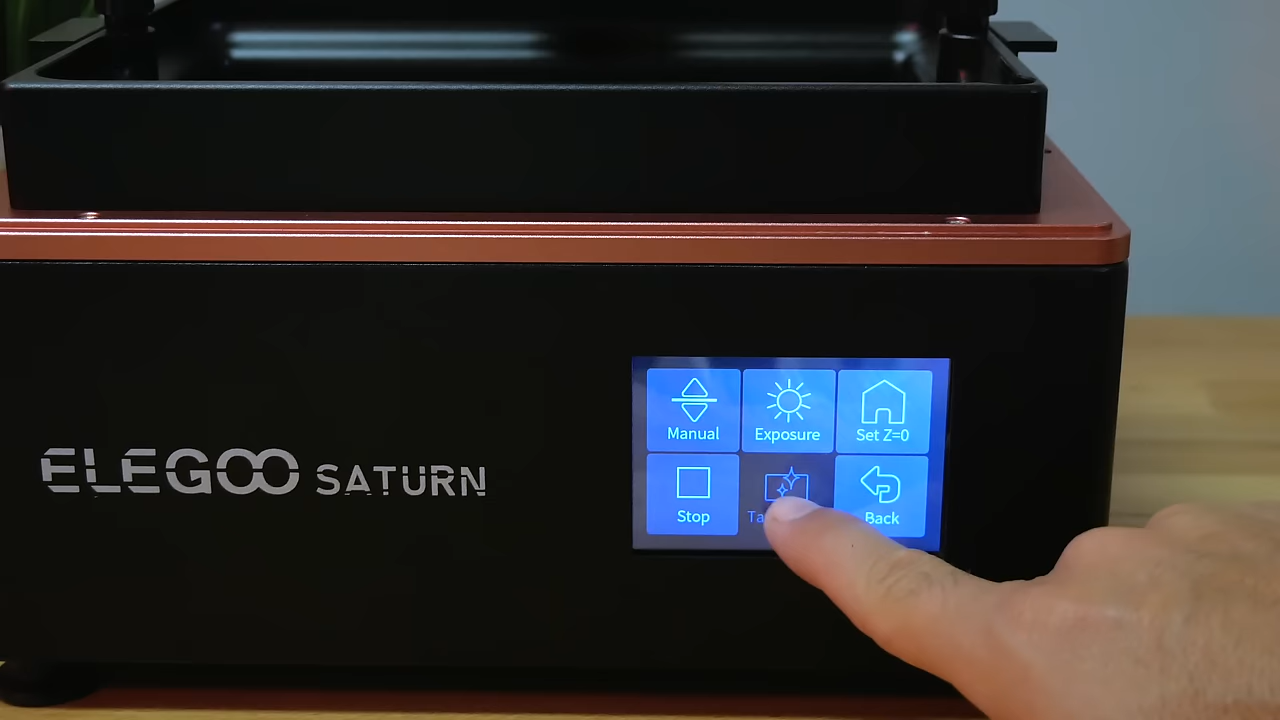 ELEGOO SATURN
Manual
Exposure
Set Z=0
Stop
Back